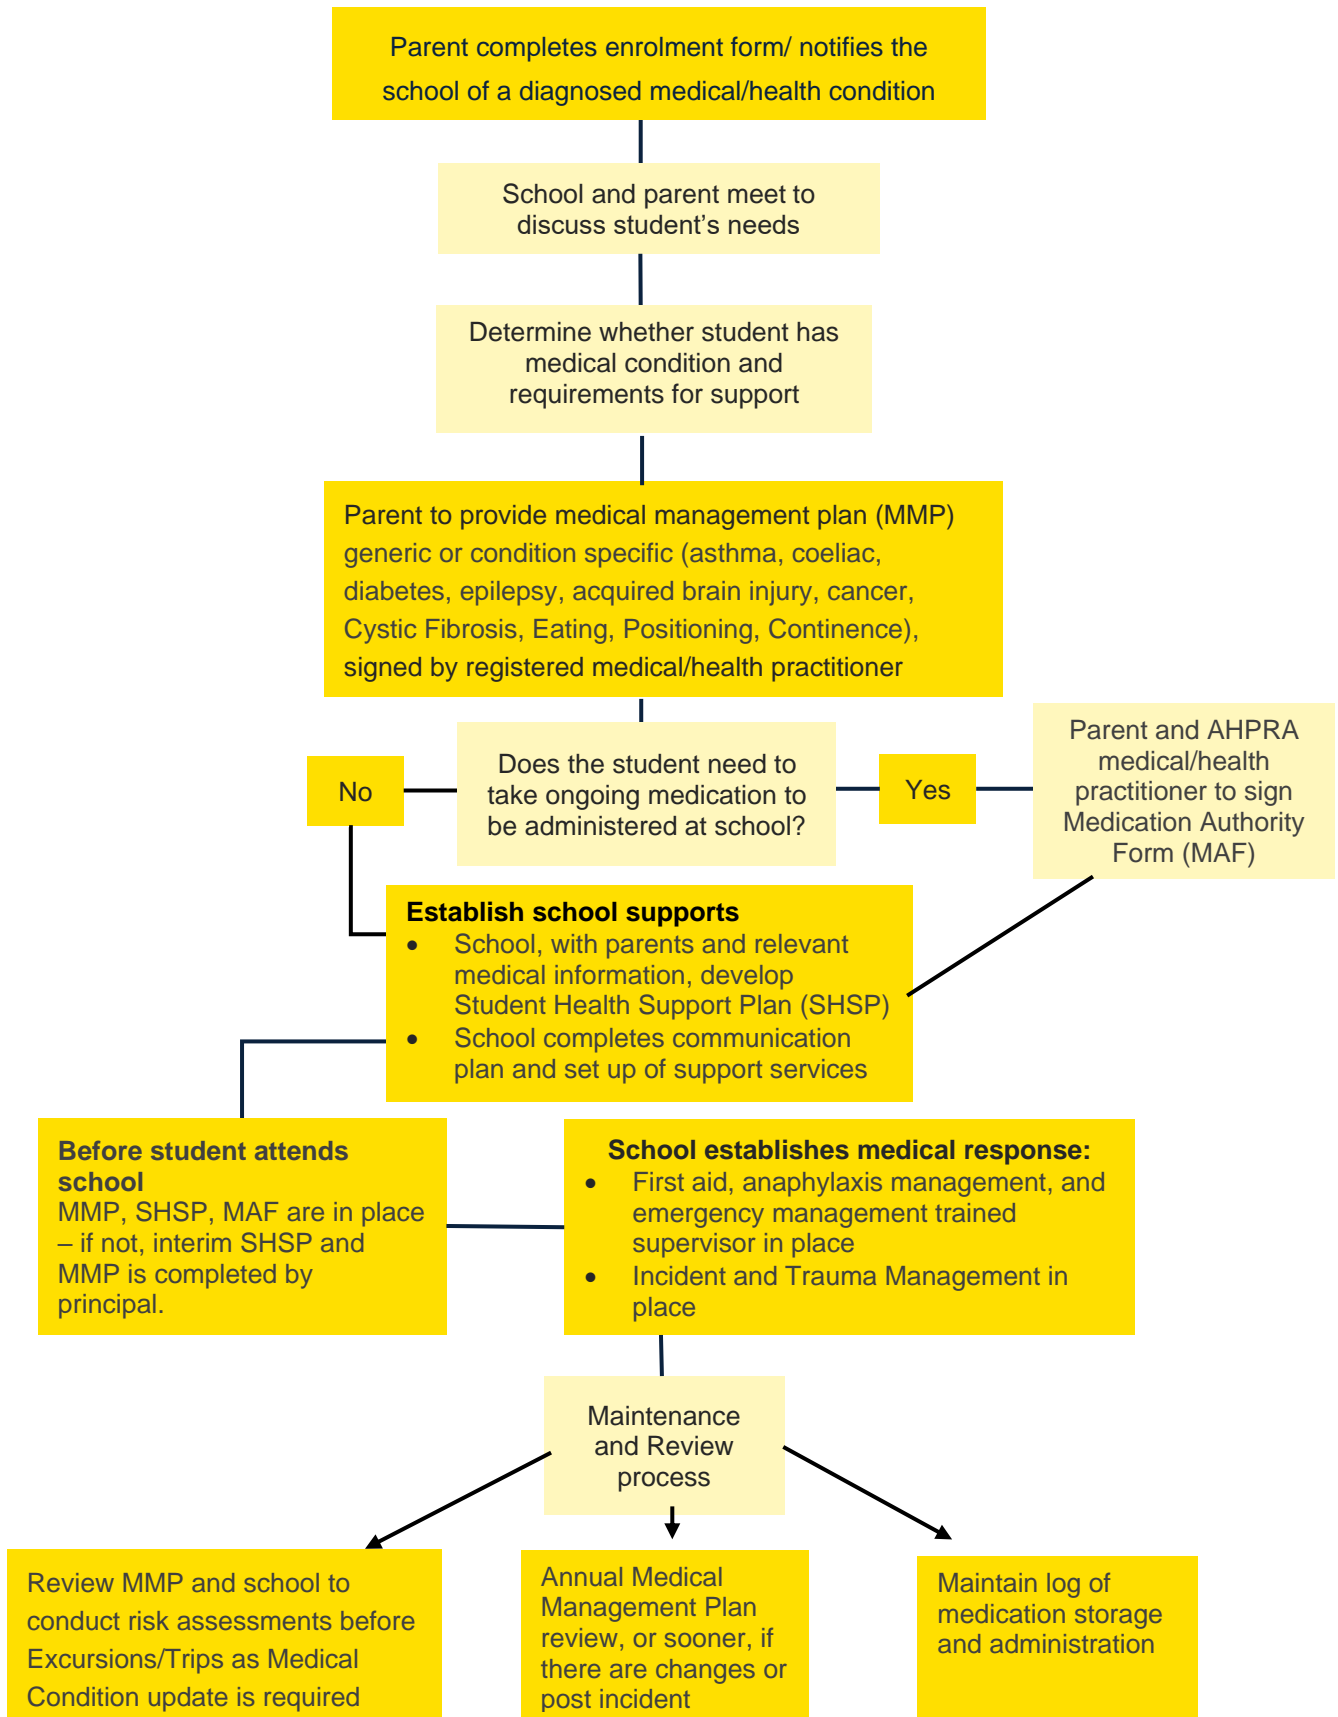 Parent completes enrolment form/ notifies the
school of a diagnosed medical/health condition
School and parent meet to
discuss student’s needs
Determine whether student has
medical condition and
requirements for support
Parent to provide medical management plan (MMP)
generic or condition specific (asthma, coeliac,
diabetes, epilepsy, acquired brain injury, cancer,
Cystic Fibrosis, Eating, Positioning, Continence),
signed by registered medical/health practitioner
No
Does the student need to
take ongoing medication to
be administered at school?
Yes
Parent and AHPRA
medical/health
practitioner to sign
Medication Authority
Form (MAF)
Establish school supports
• School, with parents and relevant
medical information, develop
Student Health Support Plan (SHSP)
• School completes communication
plan and set up of support services
Before student attends
school
MMP, SHSP, MAF are in place
– if not, interim SHSP and
MMP is completed by
principal.
School establishes medical response:
• First aid, anaphylaxis management, and
emergency management trained
supervisor in place
• Incident and Trauma Management in
place
Maintenance
and Review
process
Review MMP and school to
conduct risk assessments before
Excursions/Trips as Medical
Condition update is required
Annual Medical
Management Plan
review, or sooner, if
there are changes or
post incident
Maintain log of
medication storage
and administration